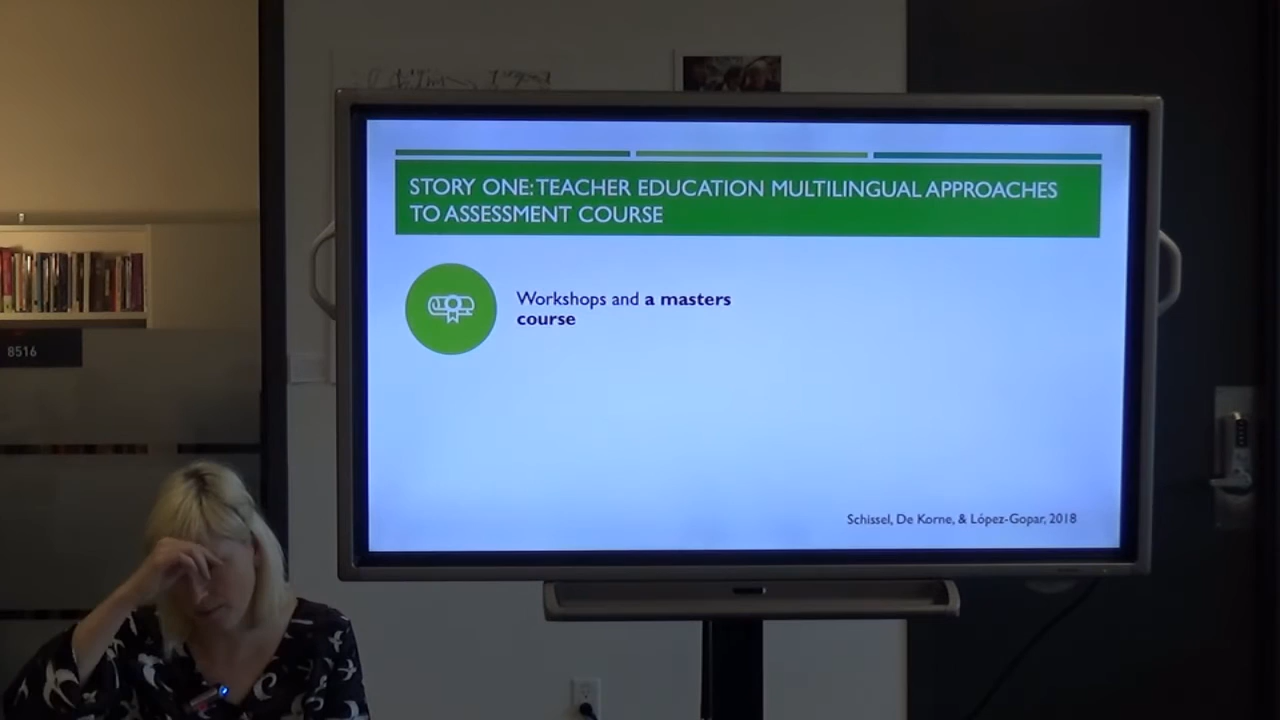 STORY ONE: TEACHER EDUCATION MULTILINGUAL APPROACHES
TO ASSESSMENT COURSE
Workshops and a masters
course
Schissel, De Korne, & López-Gopar, 2018
8516